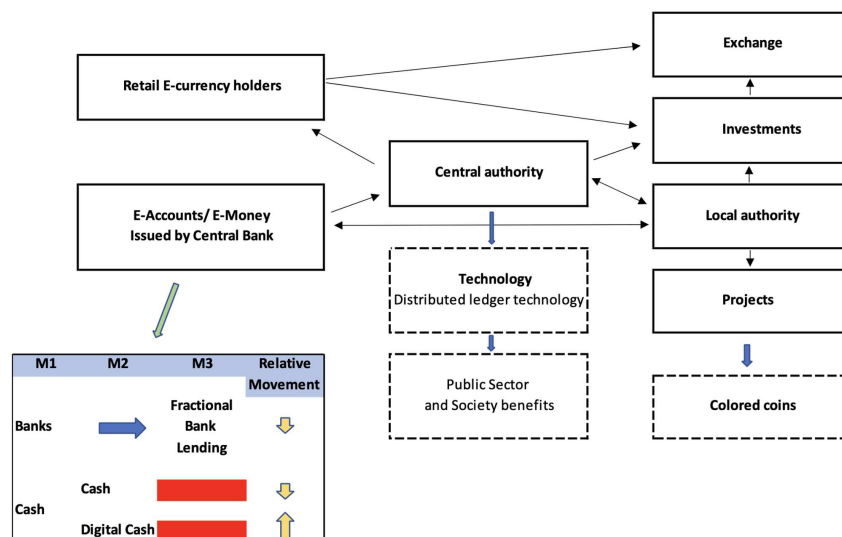 Exchange
Retail E-currency holders
Investments
Central authority
E-Accounts/ E-Money
Issued by Central Bank
Local authority
Technology
Distributed ledger technology
Projects
M1 M2 M3 Relative
Movement
Public Sector
and Society benefits
Colored coins
Banks
Fractional
Bank
Lending
Cash
Cash
Digital Cash